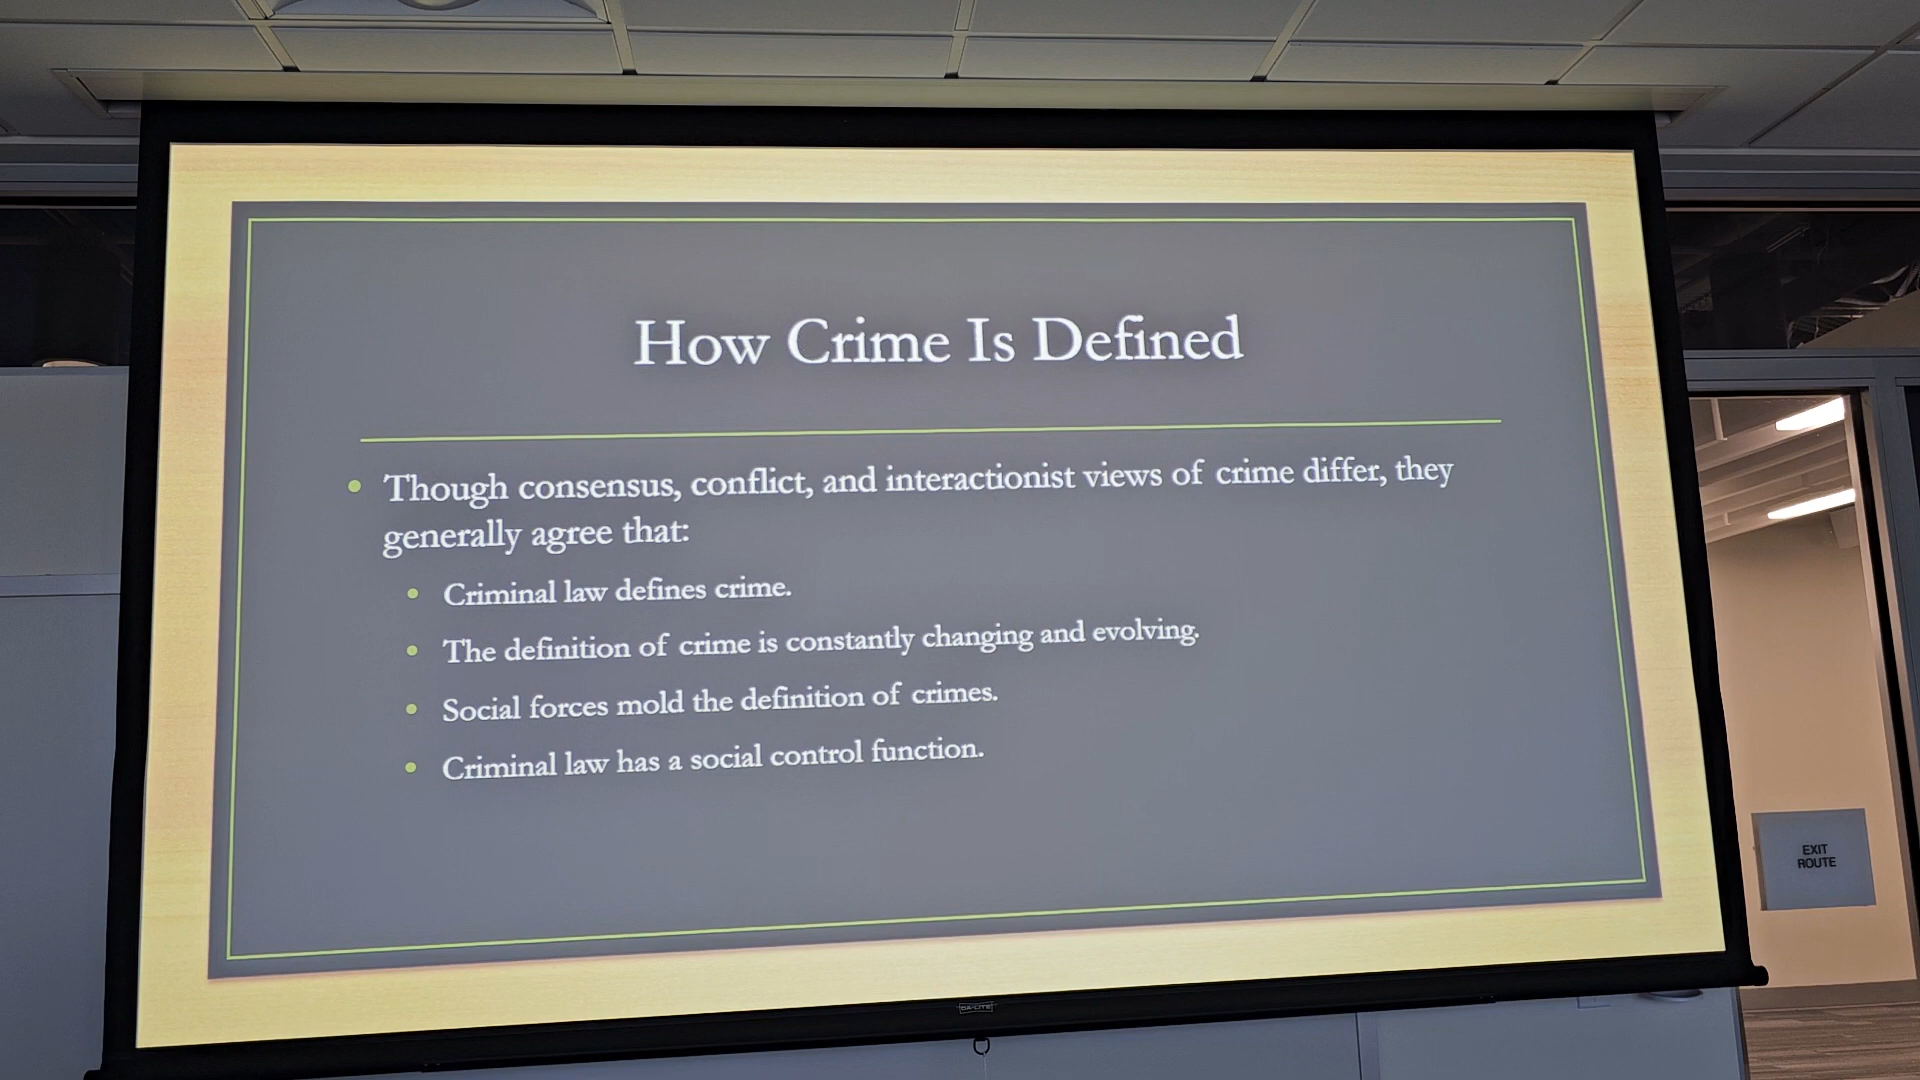 How Crime Is Defined
• Though consensus, conflict, and interactionist views of crime differ, they
generally agree that:
• Criminal law defines crime.
• The definition of crime is constantly changing and evolving.
• Social forces mold the definition of crimes.
• Criminal law has a social control function.
EXIT
ROUTE
DA-LITE